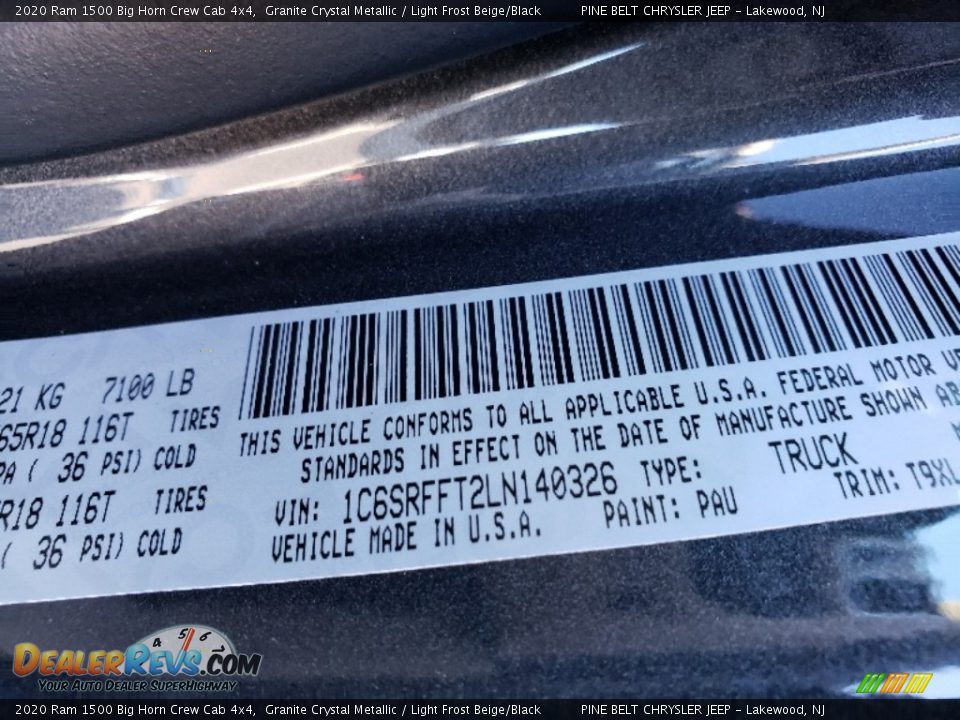 2020 Ram 1500 Big Horn Crew Cab 4x4, Granite Crystal Metallic / Light Frost Beige/Black PINE BELT CHRYSLER JEEP - Lakewood, NJ
21 KG 7100 LB
65R18 116T TIRES
PA ( 36 PSI) COLD
R18 116T TIRES
( 36 PSI) COLD
THIS VEHICLE CONFORMS TO ALL APPLICABLE U.S.A. FEDERAL MOTOR
STANDARDS IN EFFECT ON THE DATE OF MANUFACTURE SHOWN
VIN: 1C6SRFFT2LN140326 TYPE: TRUCK
VEHICLE MADE IN U.S.A. PAINT: PAU TRIM: T9XL
4 5 6
DEALERREVS.COM
YOUR AUTO DEALER SUPERHIGHWAY
2020 Ram 1500 Big Horn Crew Cab 4x4, Granite Crystal Metallic / Light Frost Beige/Black PINE BELT CHRYSLER JEEP - Lakewood, NJ